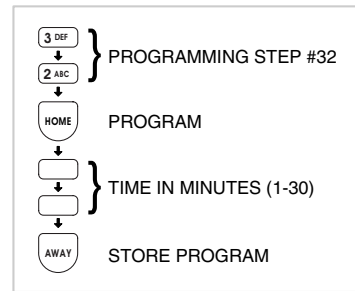 3 DEF
2 ABC
PROGRAMMING STEP #32
HOME
PROGRAM
TIME IN MINUTES (1-30)
AWAY
STORE PROGRAM